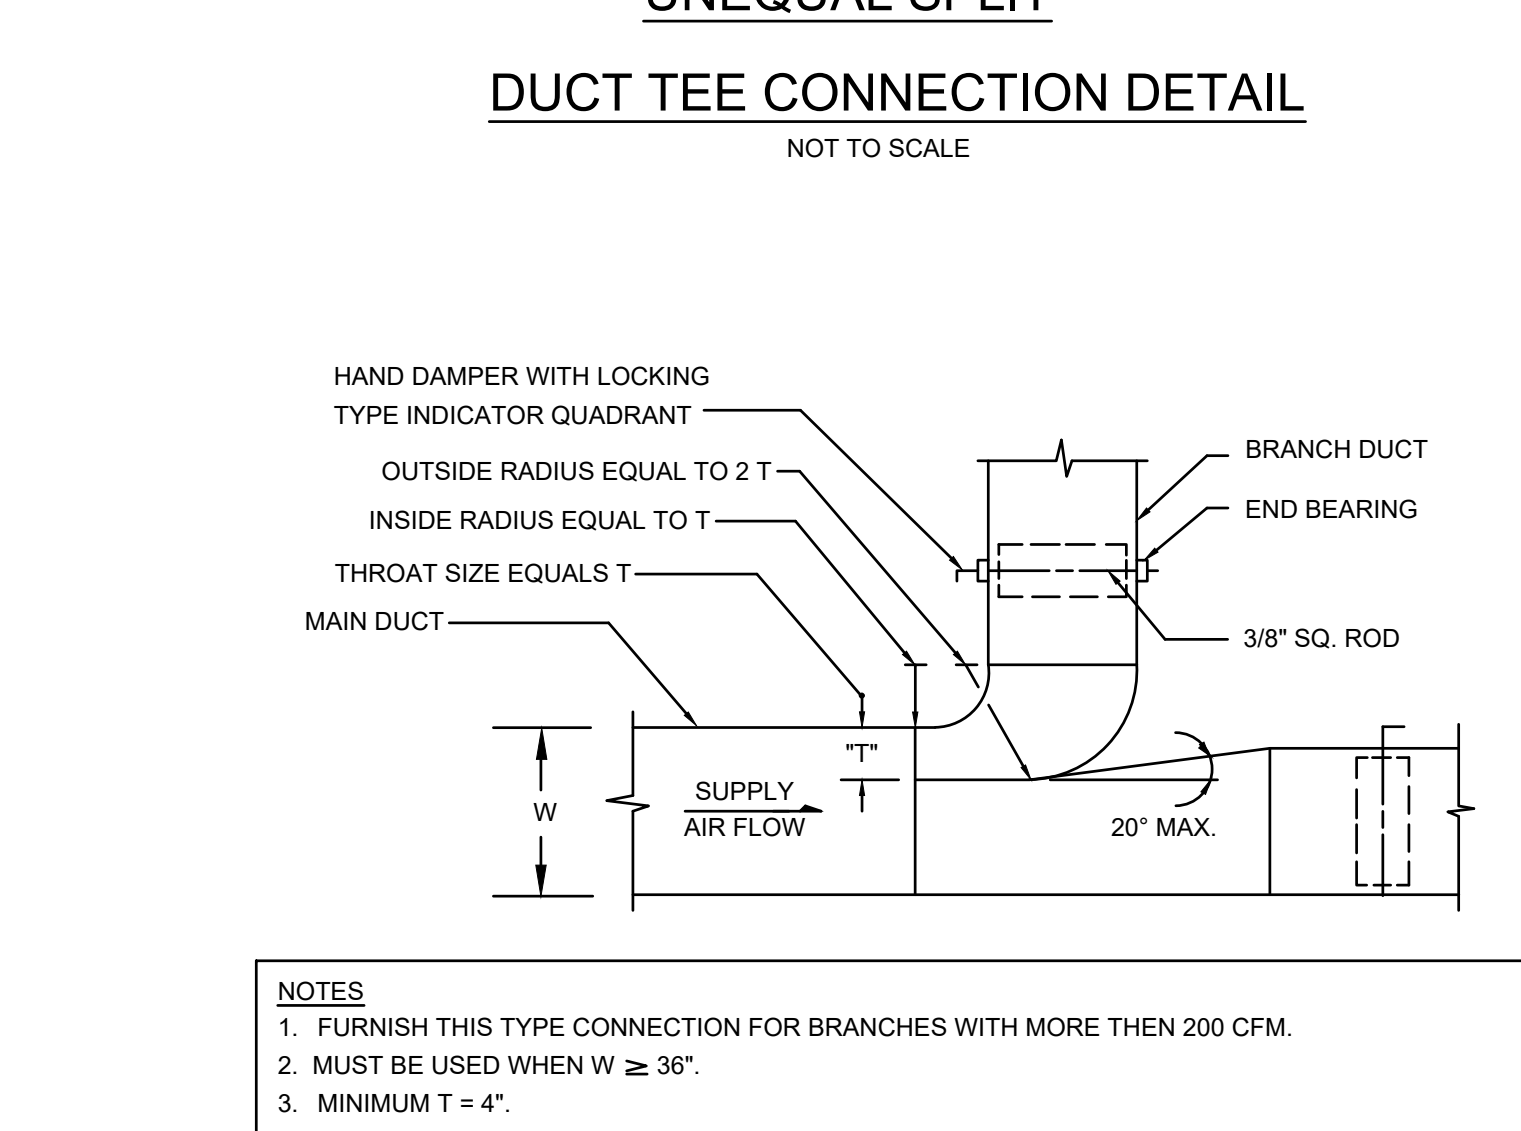 UNEQUAL SPLIT
DUCT TEE CONNECTION DETAIL
NOT TO SCALE
HAND DAMPER WITH LOCKING
TYPE INDICATOR QUADRANT
OUTSIDE RADIUS EQUAL TO 2 T
INSIDE RADIUS EQUAL TO T
THROAT SIZE EQUALS T
MAIN DUCT
BRANCH DUCT
END BEARING
3/8" SQ. ROD
"T"
W
SUPPLY
AIR FLOW
20° MAX.
NOTES
1. FURNISH THIS TYPE CONNECTION FOR BRANCHES WITH MORE THEN 200 CFM.
2. MUST BE USED WHEN W ≥ 36".
3. MINIMUM T = 4".